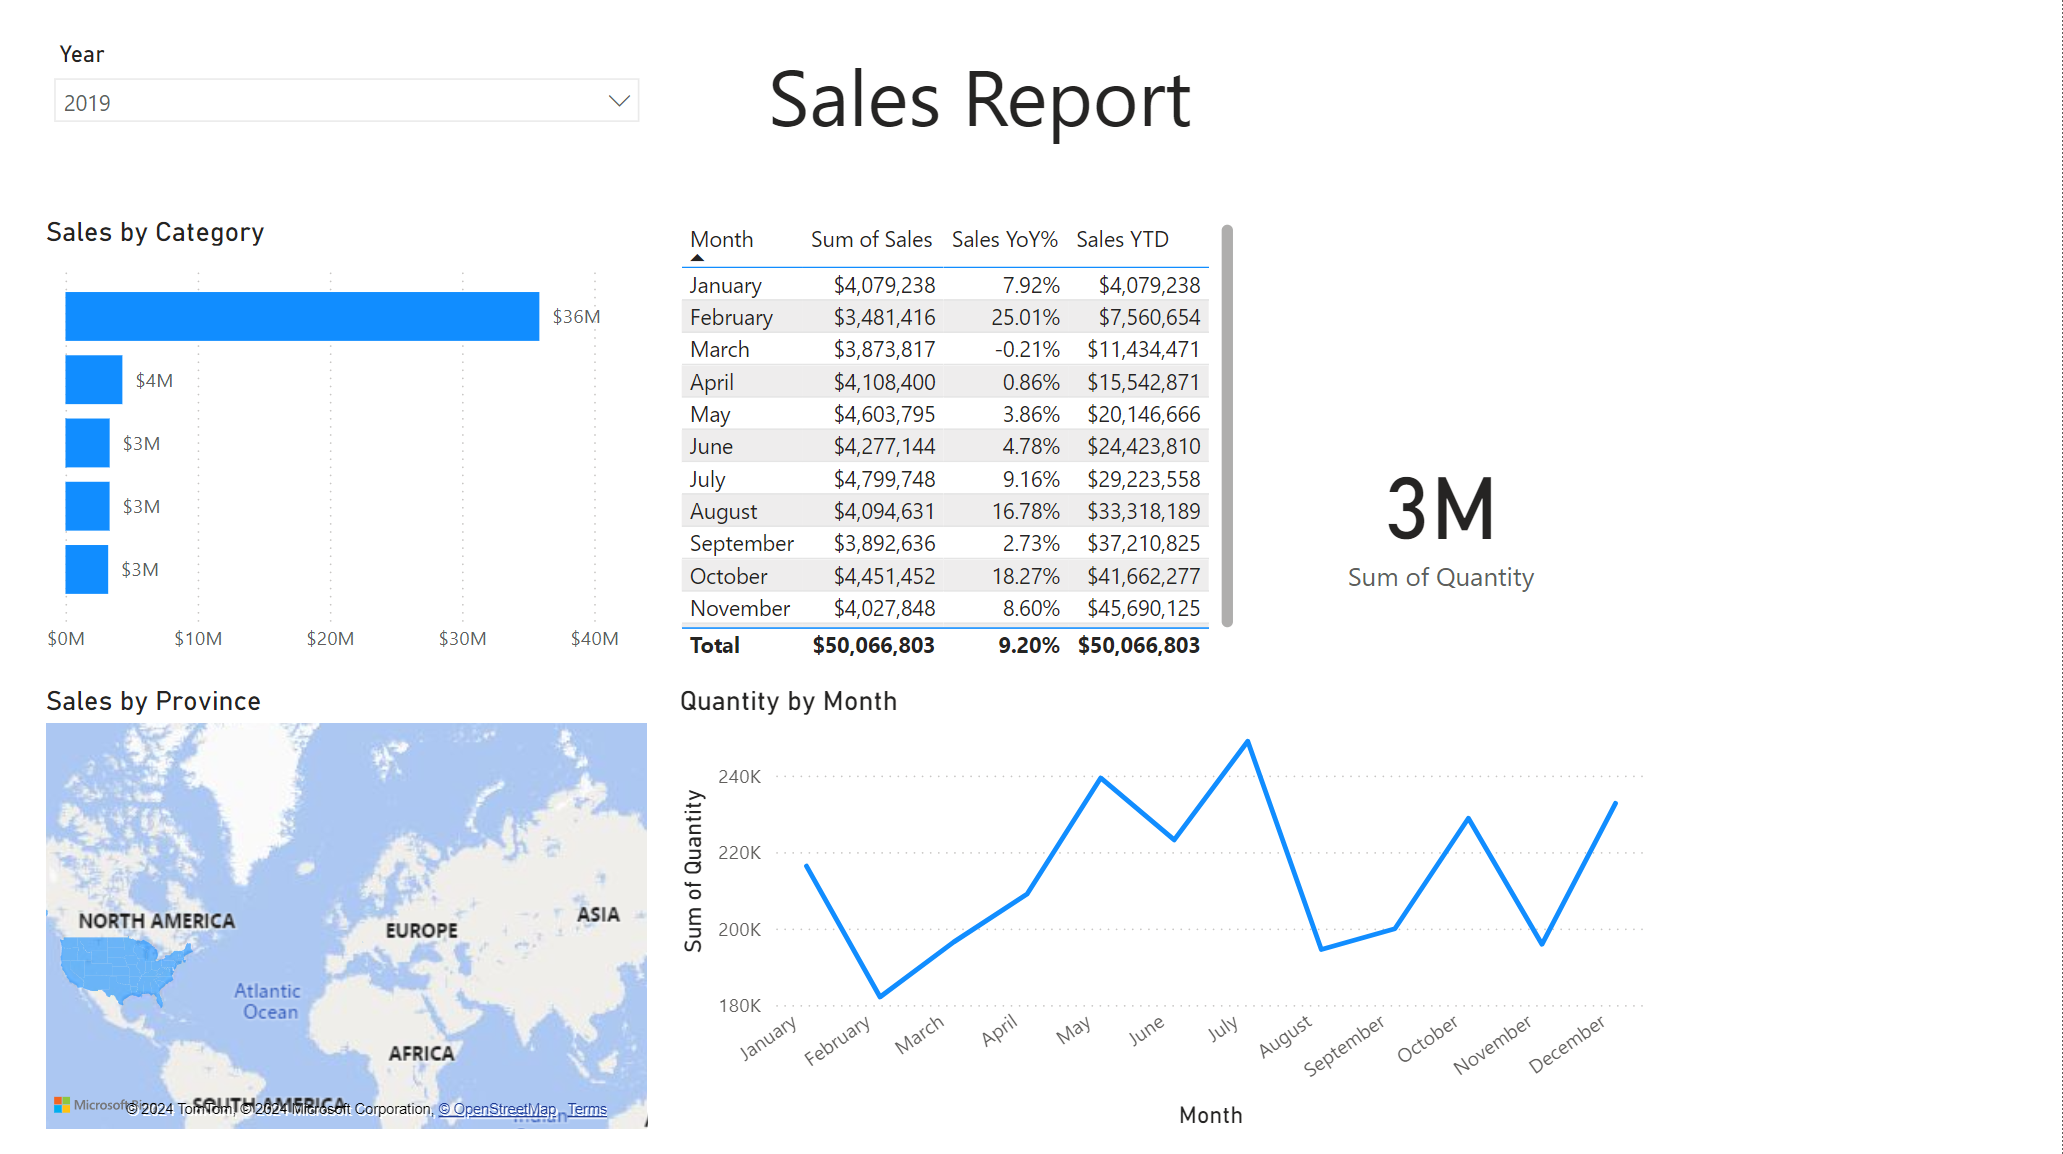 Year
2019
Sales Report
Sales by Category
$36M
$4M
$3M
$3M
$3M
$0M $10M $20M $30M $40M
Month Sum of Sales Sales YoY% Sales YTD
January $4,079,238 7.92% $4,079,238
February $3,481,416 25.01% $7,560,654
March $3,873,817 -0.21% $11,434,471
April $4,108,400 0.86% $15,542,871
May $4,603,795 3.86% $20,146,666
June $4,277,144 4.78% $24,423,810
July $4,799,748 9.16% $29,223,558
August $4,094,631 16.78% $33,318,189
September $3,892,636 2.73% $37,210,825
October $4,451,452 18.27% $41,662,277
November $4,027,848 8.60% $45,690,125
Total $50,066,803 9.20% $50,066,803
3M
Sum of Quantity
Sales by Province
NORTH AMERICA
EUROPE
ASIA
Atlantic
Ocean
AFRICA
SOUTH AMERICA
Microsoft
© 2024 TomTom, © 2024 Microsoft Corporation, © OpenStreetMap Terms
Indian
Quantity by Month
Sum of Quantity
240K
220K
200K
180K
January February March April May June July August September October November December
Month